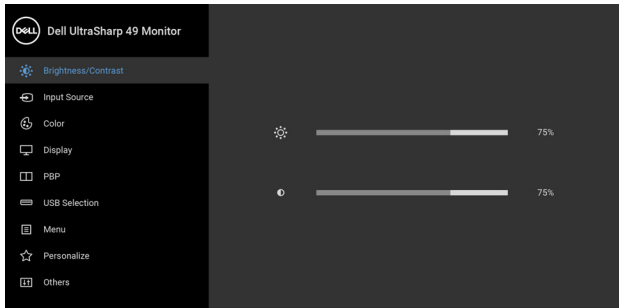 DELL Dell UltraSharp 49 Monitor
Brightness/Contrast
Input Source
Color
Display
PBP
USB Selection
Menu
Personalize
Others
75%
75%